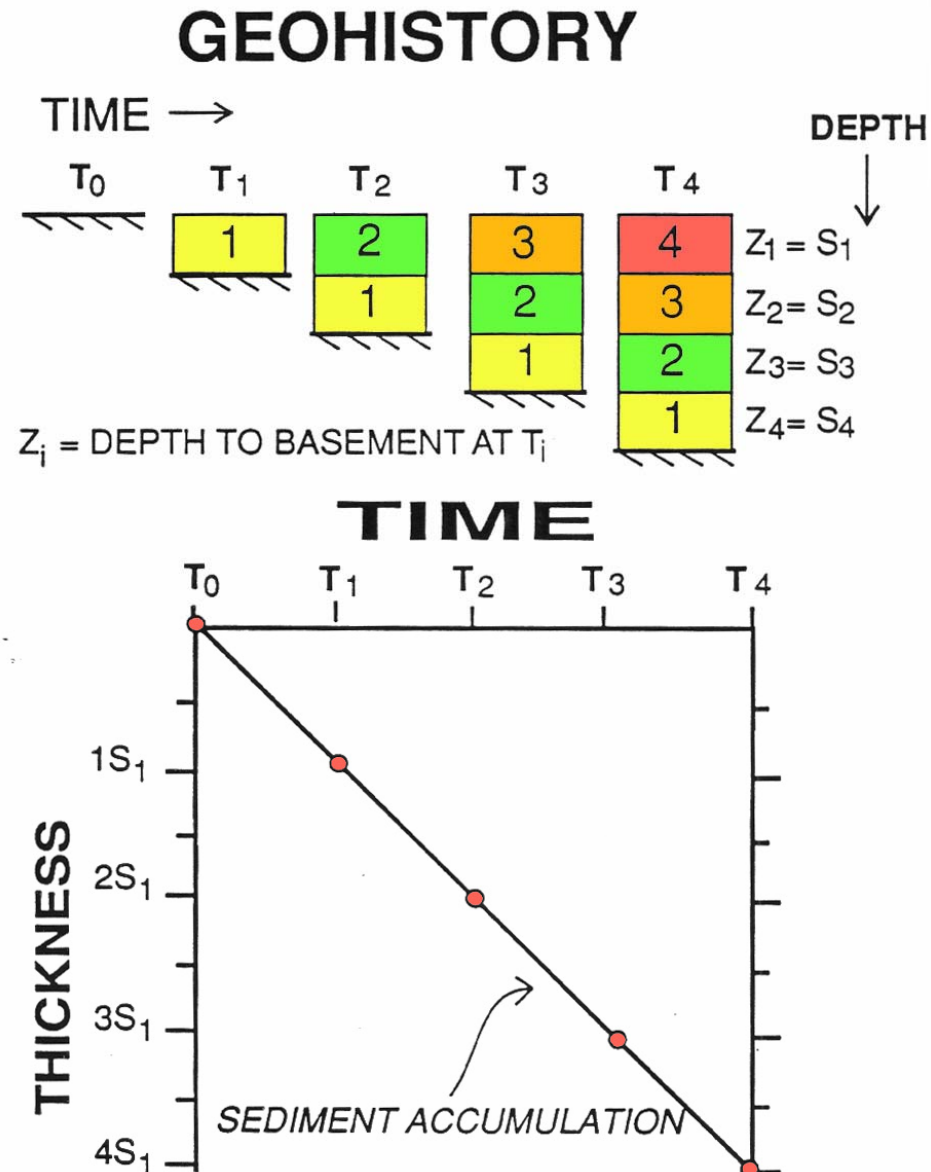 GEOHISTORY
TIME →
DEPTH
T0 T1 T2 T3 T4
1 2 3 4 Z1 = S1
1 2 3 Z2= S2
1 2 Z3= S3
1 Z4= S4
Zi = DEPTH TO BASEMENT AT Ti
TIME
T0 T1 T2 T3 T4
1S1
2S1
3S1
4S1
THICKNESS
SEDIMENT ACCUMULATION